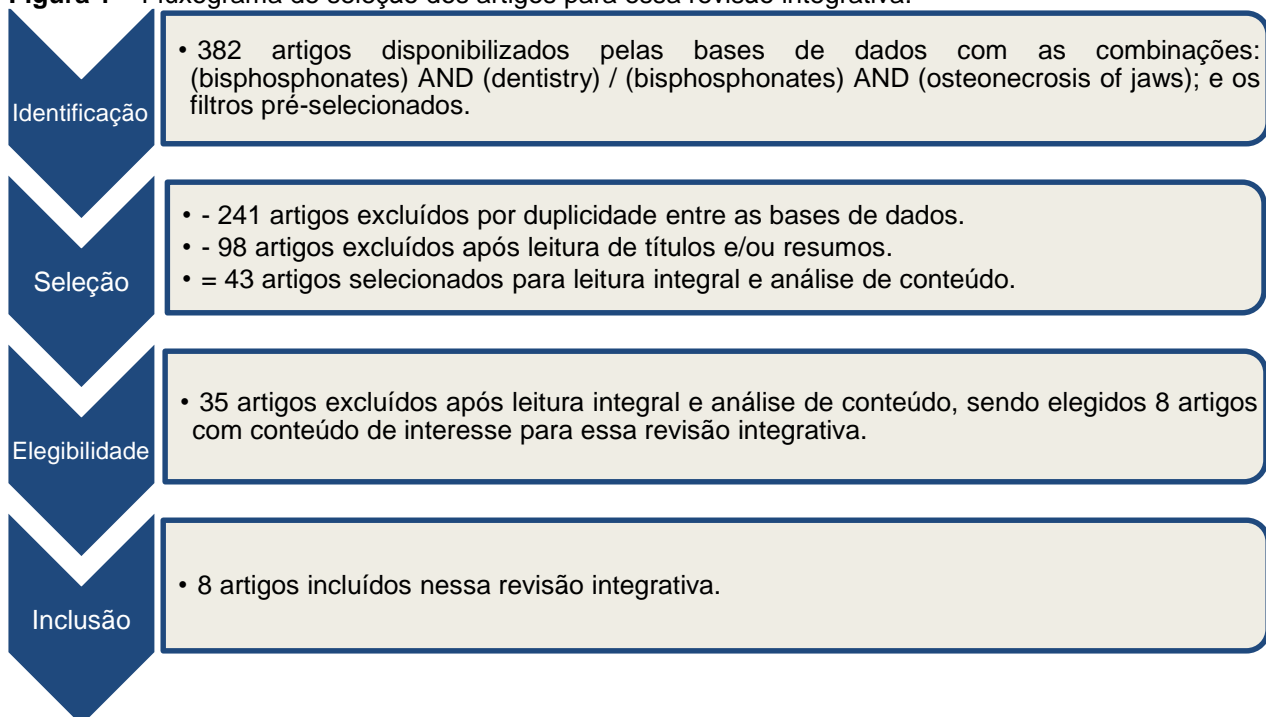 Figura 1 – Fluxograma de seleção dos artigos para essa revisão integrativa.
Identificação
• 382 artigos disponibilizados pelas bases de dados com as combinações:
(bisphosphonates) AND (dentistry) / (bisphosphonates) AND (osteonecrosis of jaws); e os
filtros pré-selecionados.
Seleção
• - 241 artigos excluídos por duplicidade entre as bases de dados.
• - 98 artigos excluídos após leitura de títulos e/ou resumos.
• = 43 artigos selecionados para leitura integral e análise de conteúdo.
Elegibilidade
• 35 artigos excluídos após leitura integral e análise de conteúdo, sendo elegidos 8 artigos
com conteúdo de interesse para essa revisão integrativa.
Inclusão
• 8 artigos incluídos nessa revisão integrativa.